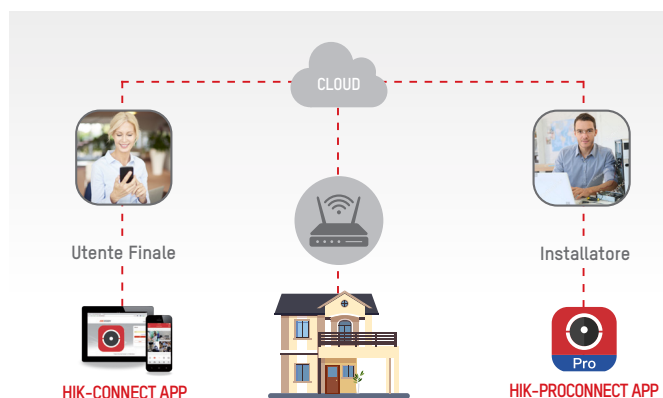 CLOUD
Utente Finale
Installatore
Pro
HIK-CONNECT APP
HIK-PROCONNECT APP